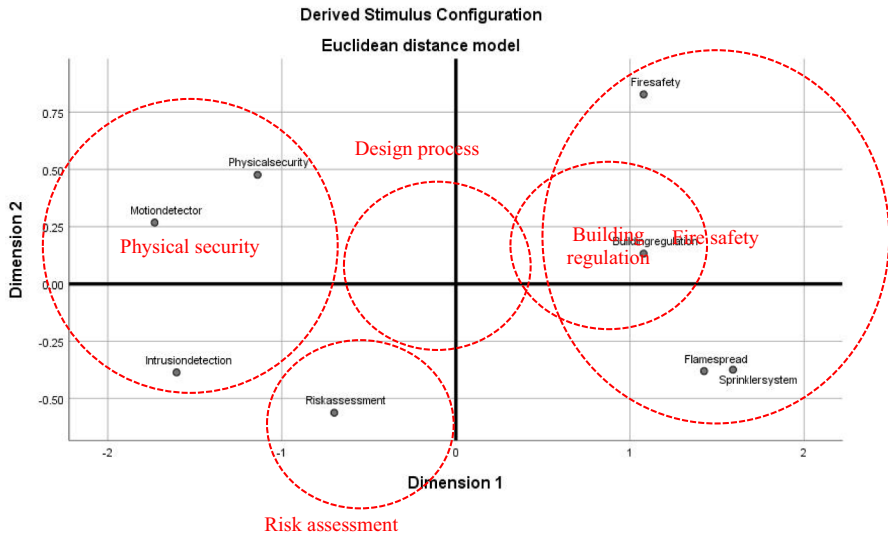 Derived Stimulus Configuration
Euclidean distance model
Firesafety
0.75
Design process
Physicalsecurity
0.50
Motiondetector
0.25
Physical security
Building
regulation
Buildingregulation
Fire safety
Dimension 2
0.00
Intrusiondetection
Flamespread
Sprinklersystem
-0.25
Riskassessment
-0.50
-2
-1
0
1
2
Dimension 1
Risk assessment